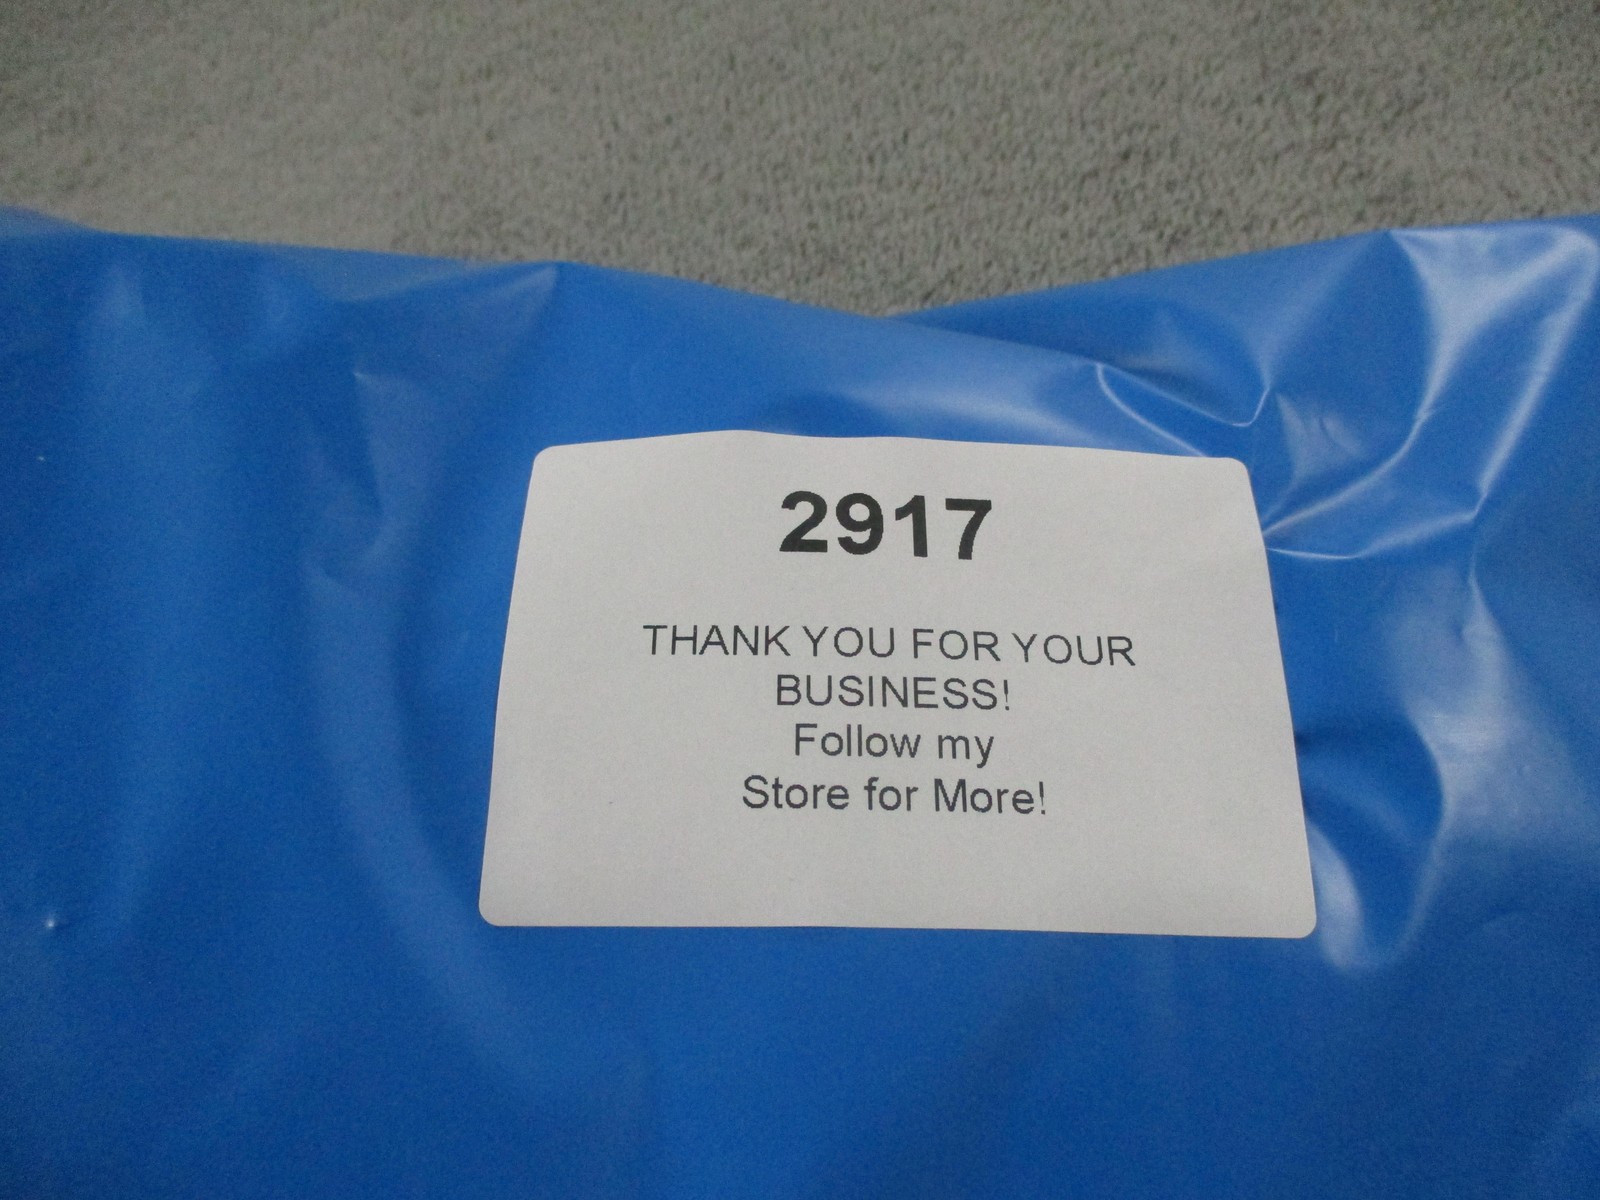 2917
THANK YOU FOR YOUR
BUSINESS!
Follow my
Store for More!